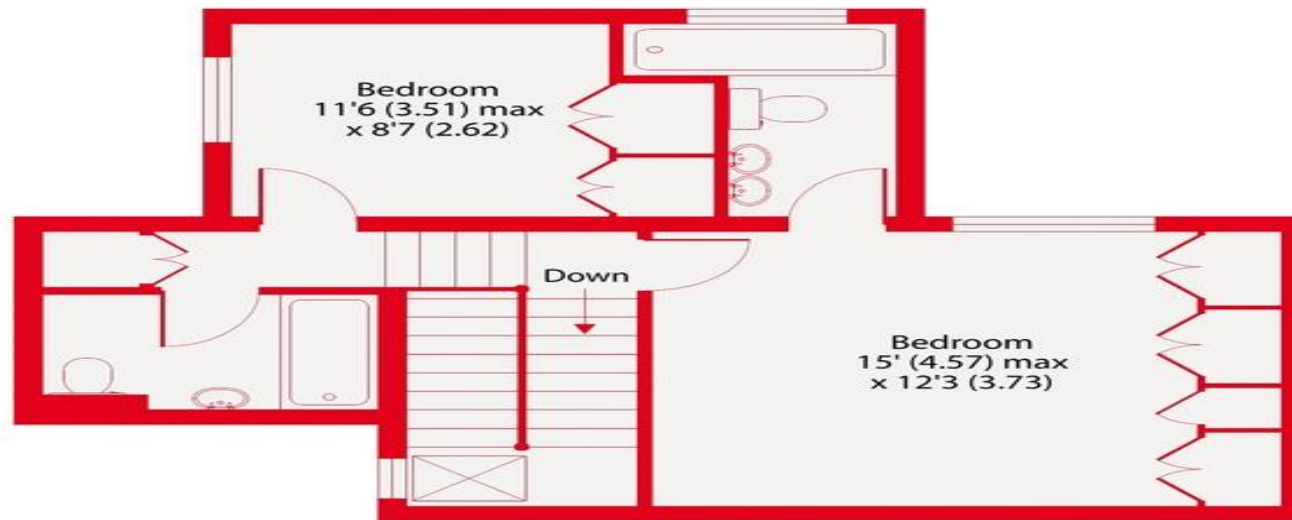 Bedroom
11'6 (3.51) max
x 8'7 (2.62)
Down
Bedroom
15' (4.57) max
x 12'3 (3.73)